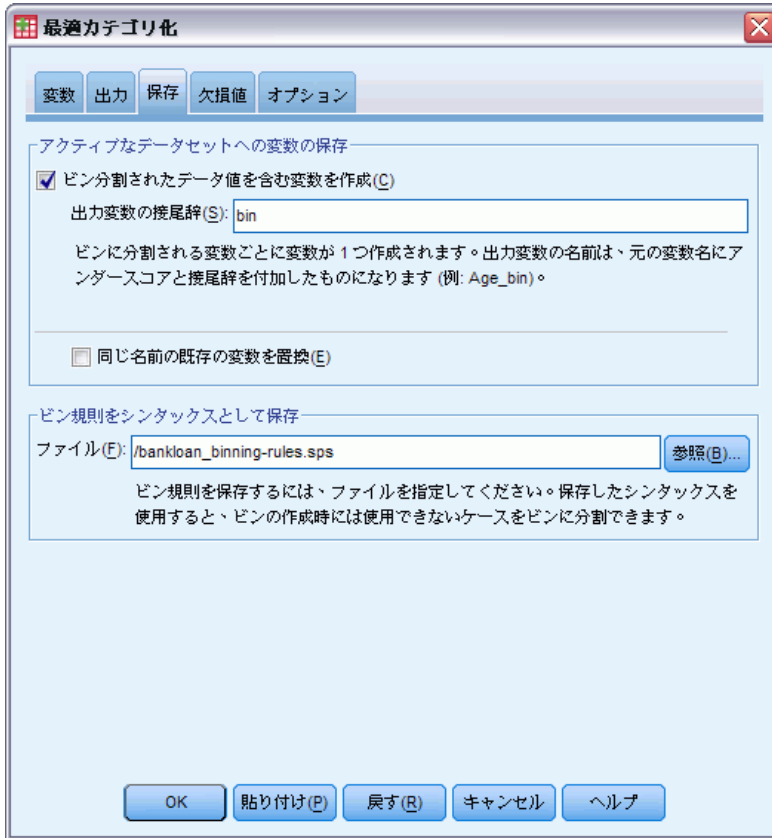 最適カテゴリ化
変数 出力 保存 欠損値 オプション
アクティブなデータセットへの変数の保存
ビン分割されたデータ値を含む変数を作成(C)
出力変数の接尾辞(S): bin
ビンに分割される変数ごとに変数が 1 つ作成されます。出力変数の名前は、元の変数名にア
ンダースコアと接尾辞を付加したものになります (例: Age_bin)。
同じ名前の既存の変数を置換(E)
ビン規則をシンタックスとして保存
ファイル(F): /bankloan_binning-rules.sps 参照(B)...
ビン規則を保存するには、ファイルを指定してください。保存したシンタックスを
使用すると、ビンの作成時には使用できないケースをビンに分割できます。
OK 貼り付け(P) 戻す(R) キャンセル ヘルプ